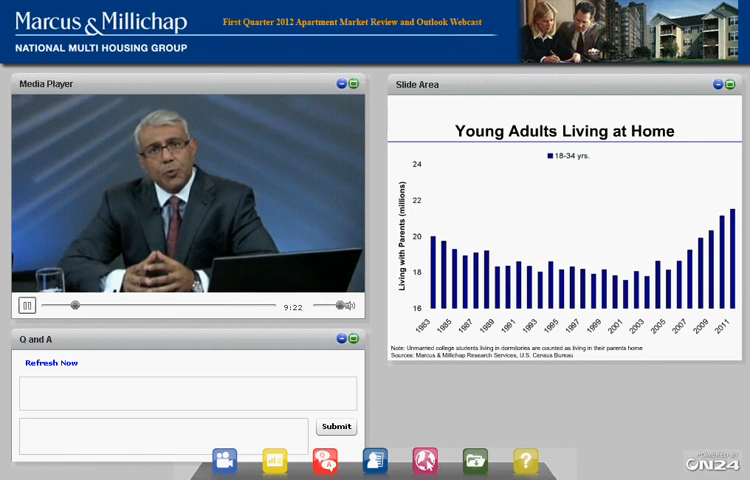 Marcus & Millichap
NATIONAL MULTI HOUSING GROUP
First Quarter 2012 Apartment Market Review and Outlook Webcast
Media Player
9:22
Q and A
Refresh Now
Submit
Slide Area
Young Adults Living at Home
18-34 yrs.
Living with Parents (millions)
24
22
20
18
16
1983
1985
1987
1989
1991
1993
1995
1997
1999
2001
2003
2005
2007
2009
2011
Note: Unmarried college students living in dormitories are counted as living in their parents home
Sources: Marcus & Millichap Research Services, U.S. Census Bureau
Q
A
?
POWERED BY
ON24